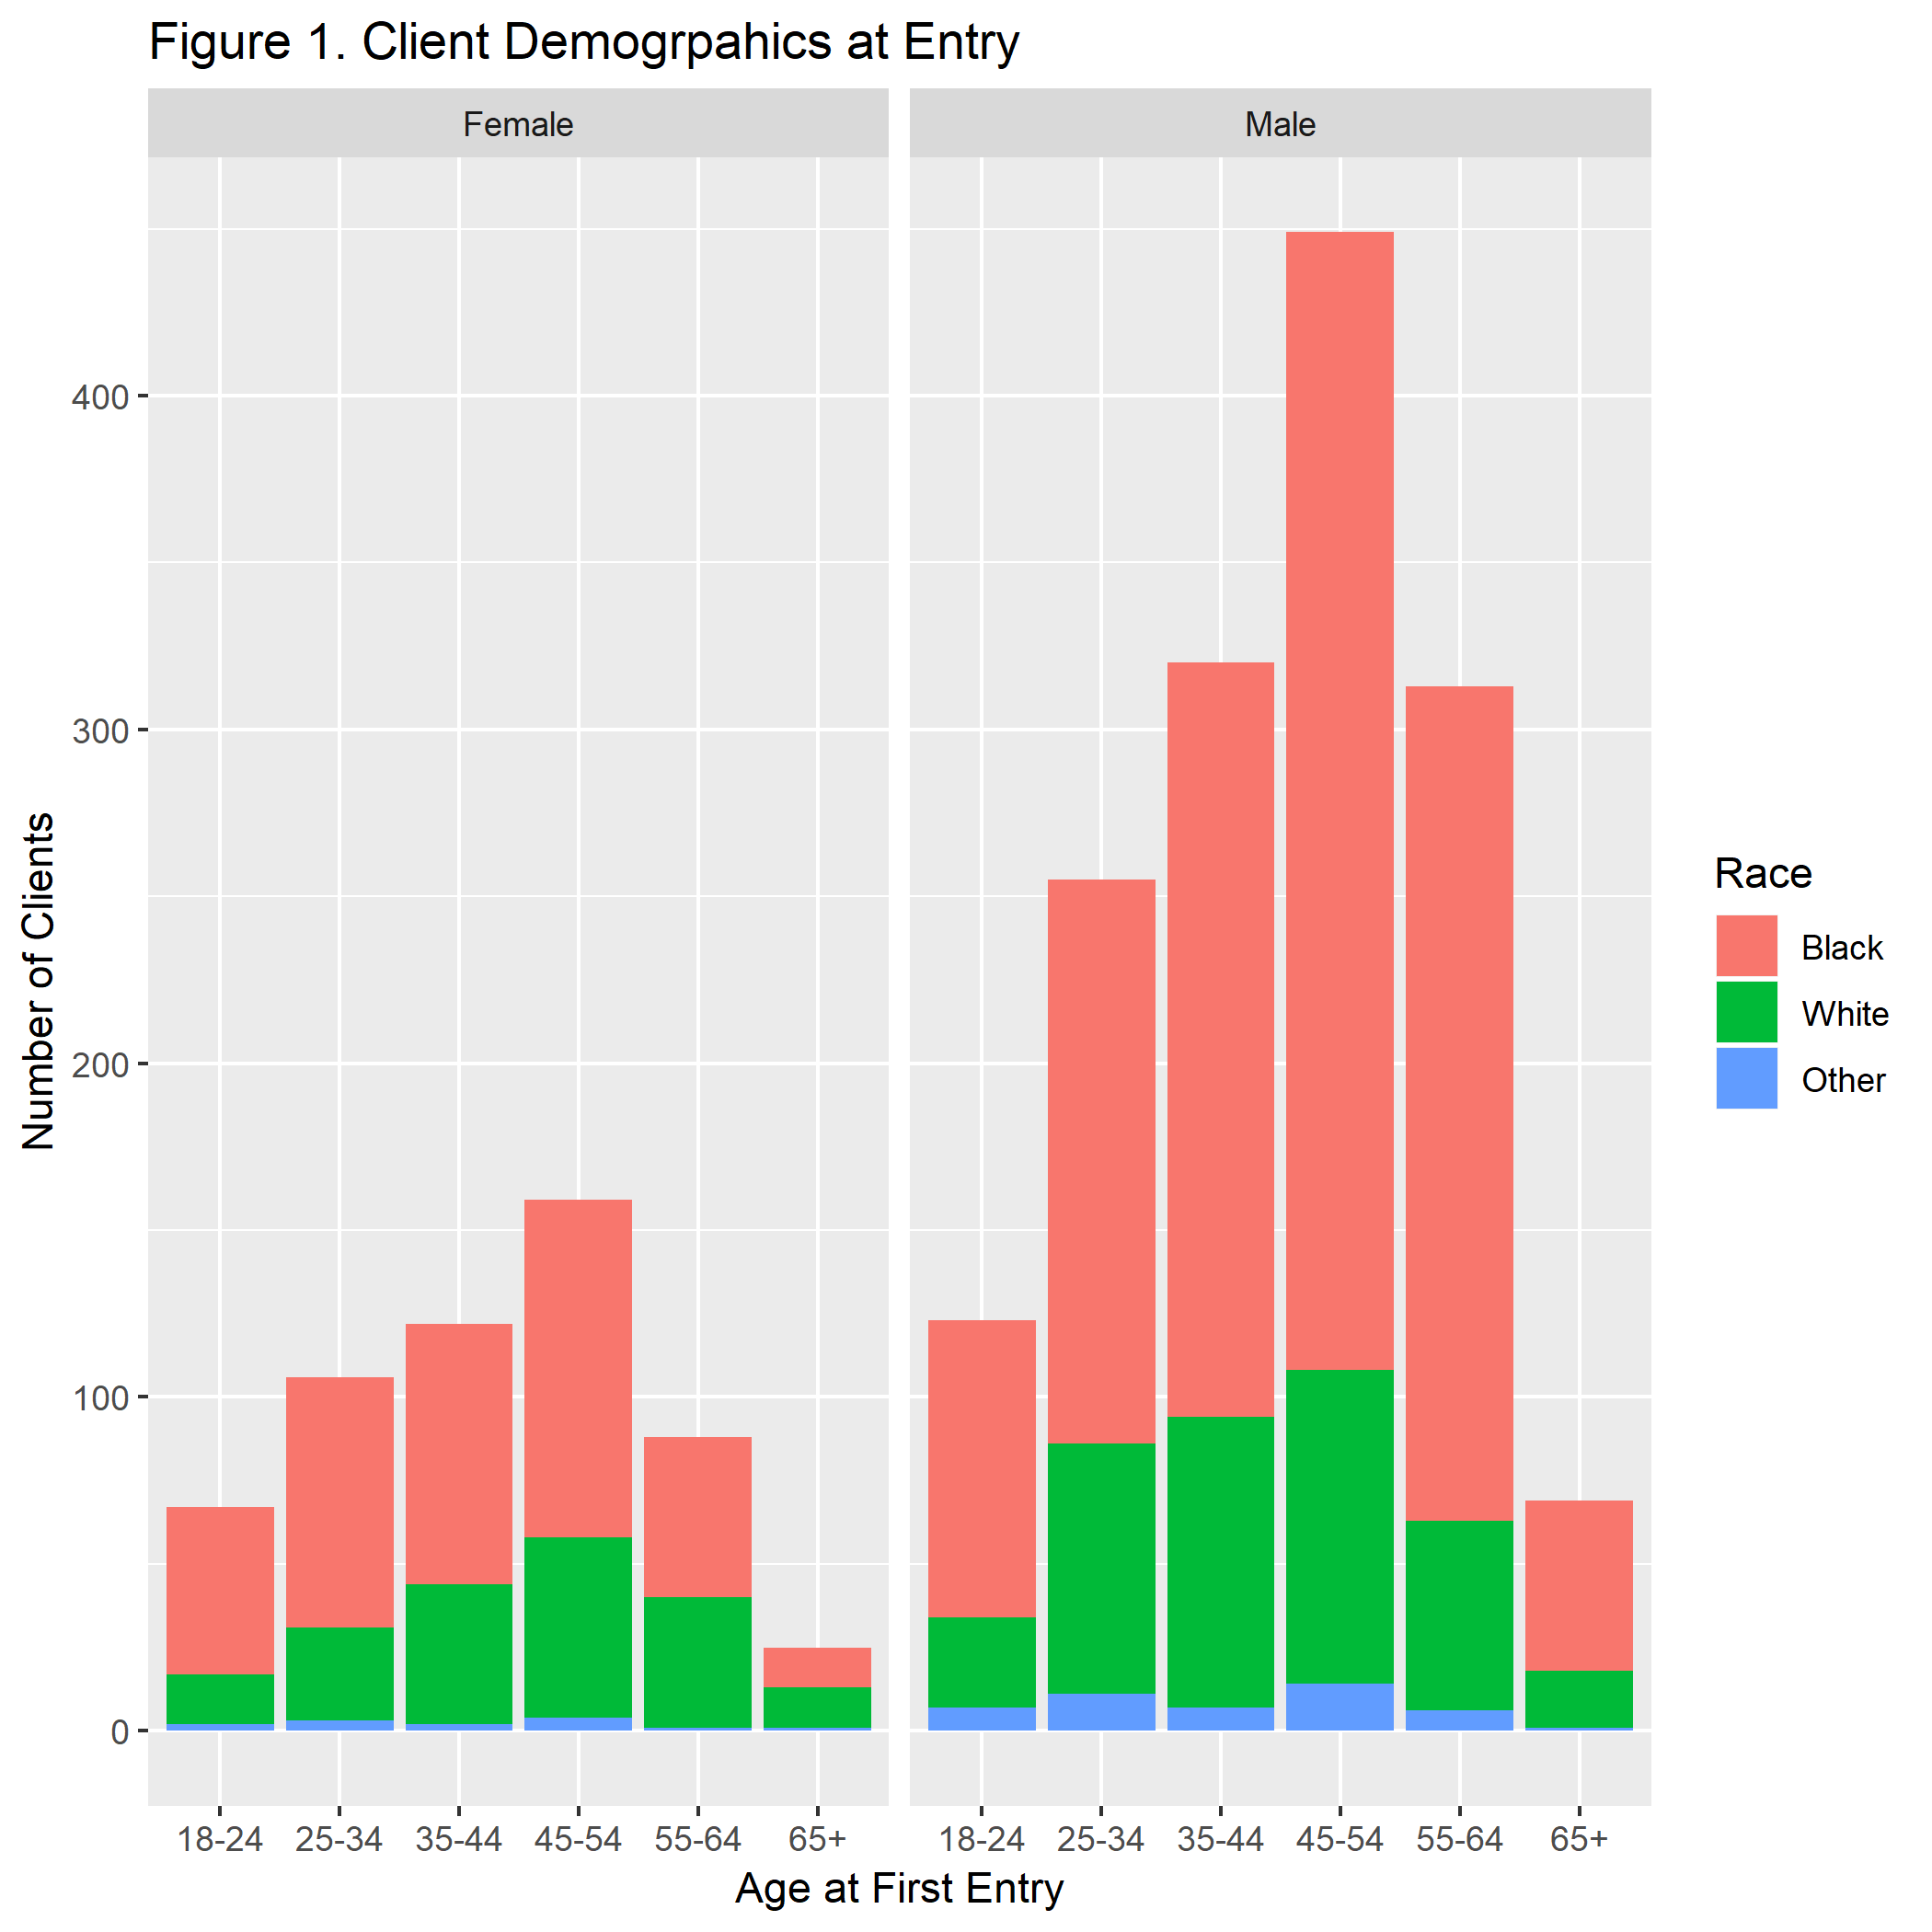 Figure 1. Client Demogrpahics at Entry
Female
Male
400
300
200
100
0
Number of Clients
18-24 25-34 35-44 45-54 55-64 65+
18-24 25-34 35-44 45-54 55-64 65+
Age at First Entry
Race
Black
White
Other